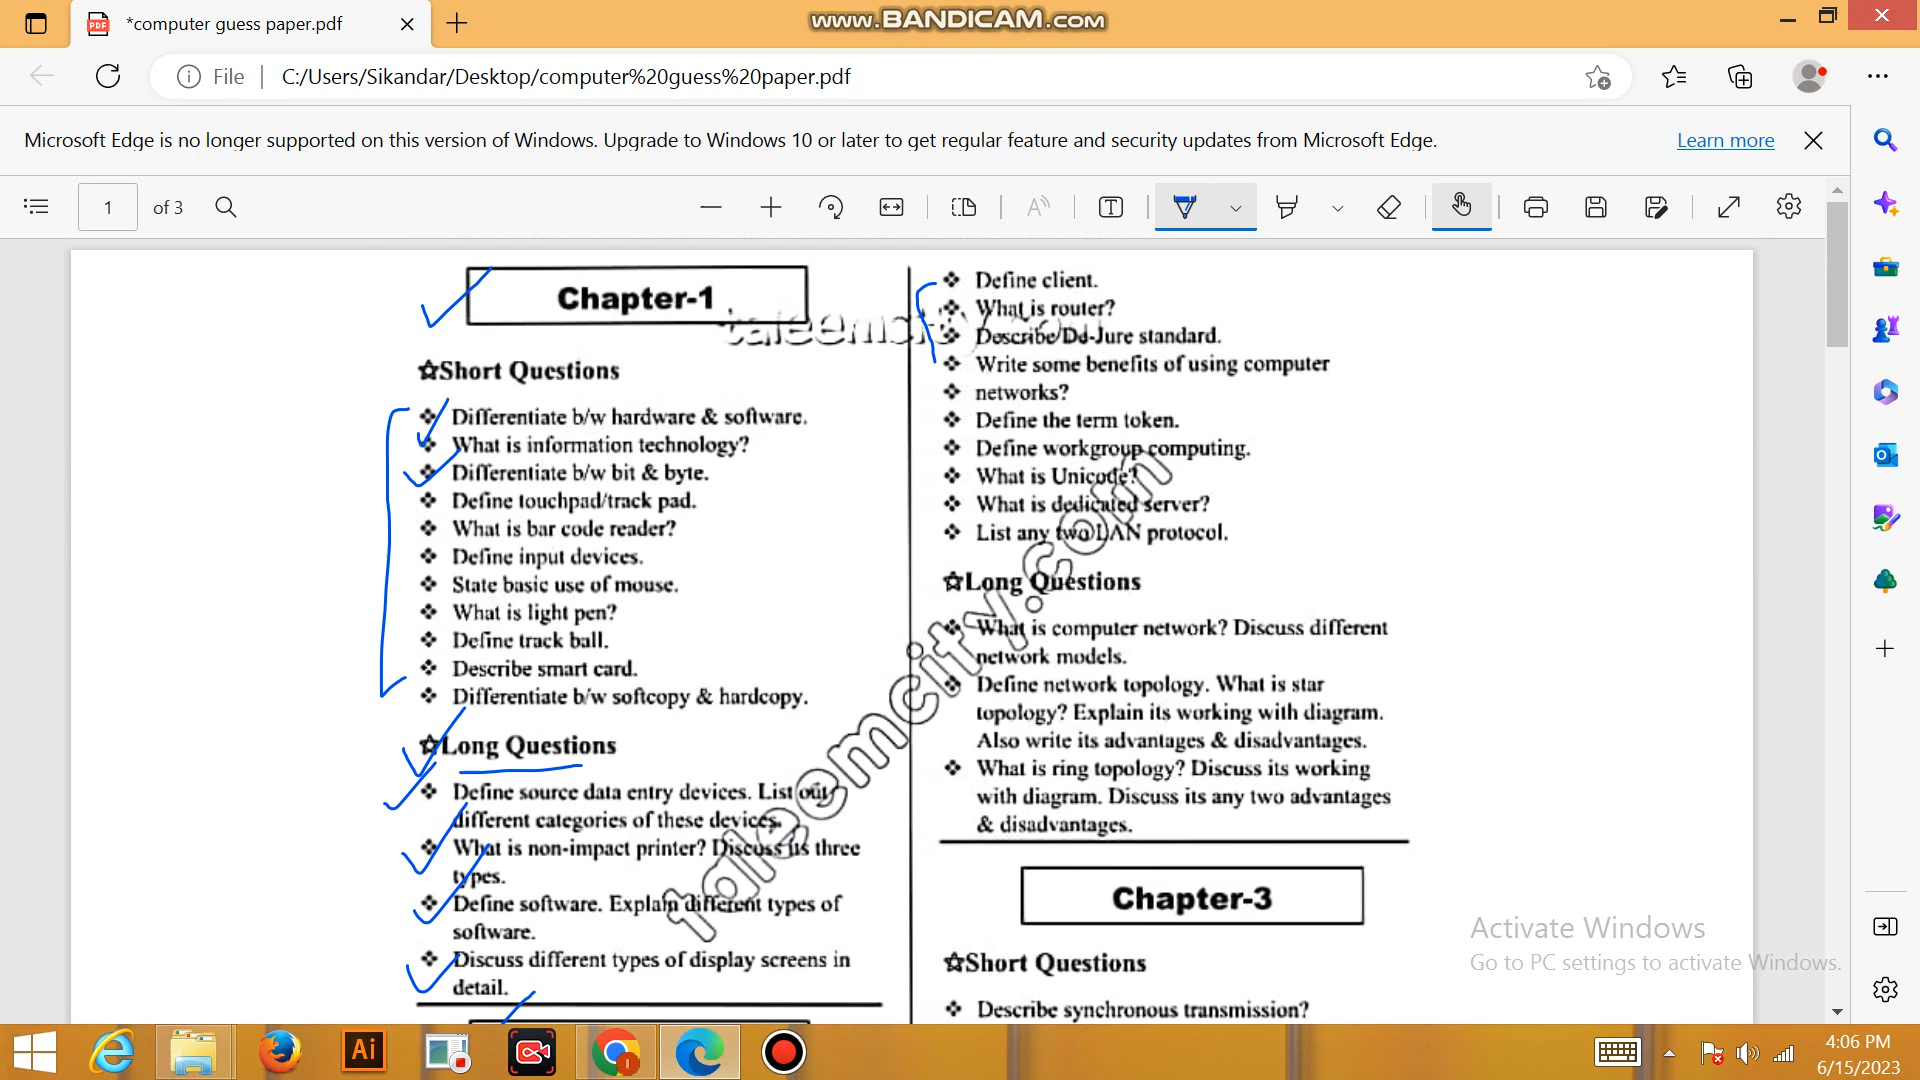 *computer guess paper.pdf
www.BANDICAM.com
File
C:/Users/Sikandar/Desktop/computer%20guess%20paper.pdf
Microsoft Edge is no longer supported on this version of Windows. Upgrade to Windows 10 or later to get regular feature and security updates from Microsoft Edge.
Learn more
1 of 3
Chapter-1
☆Short Questions
❖ Differentiate b/w hardware & software.
❖ What is information technology?
❖ Differentiate b/w bit & byte.
❖ Define touchpad/track pad.
❖ What is bar code reader?
❖ Define input devices.
❖ State basic use of mouse.
❖ What is light pen?
❖ Define track ball.
❖ Describe smart card.
❖ Differentiate b/w softcopy & hardcopy.
☆Long Questions
❖ Define source data entry devices. List out
different categories of these devices.
❖ What is non-impact printer? Discuss its three
types.
❖ Define software. Explain different types of
software.
❖ Discuss different types of display screens in
detail.
❖ Define client.
❖ What is router?
❖ Describe De-Jure standard.
❖ Write some benefits of using computer
❖ networks?
❖ Define the term token.
❖ Define workgroup computing.
❖ What is Unicode?
❖ What is dedicated server?
❖ List any two LAN protocol.
☆Long Questions
❖ What is computer network? Discuss different
network models.
❖ Define network topology. What is star
topology? Explain its working with diagram.
Also write its advantages & disadvantages.
❖ What is ring topology? Discuss its working
with diagram. Discuss its any two advantages
& disadvantages.
Chapter-3
☆Short Questions
❖ Describe synchronous transmission?
taleemcity.com
Activate Windows
Go to PC settings to activate Windows.
Ai
4:06 PM
6/15/2023